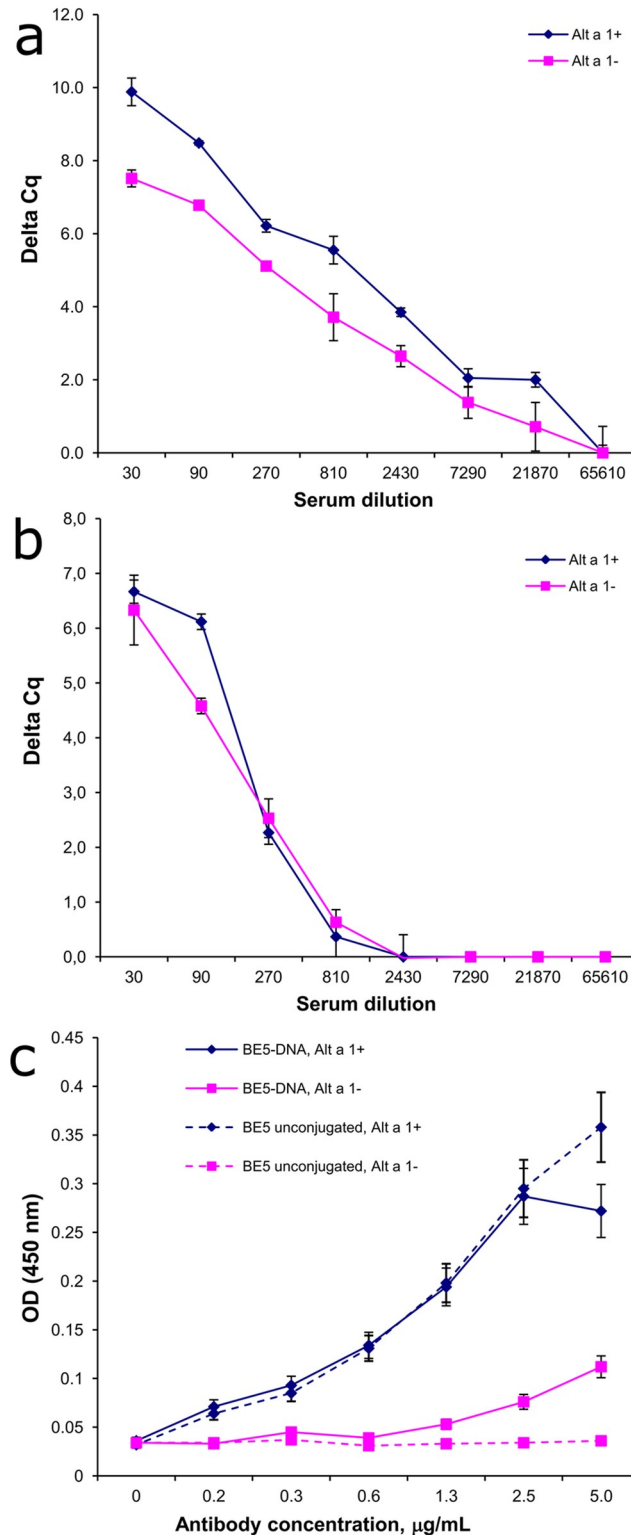 a
Alt a 1+
Alt a 1-
10.0
8.0
6.0
4.0
2.0
0.0
Delta Cq
30 90 270 810 2430 7290 21870 65610
Serum dilution
b
Alt a 1+
Alt a 1-
8,0
7,0
6,0
5,0
4,0
3,0
2,0
1,0
0,0
Delta Cq
30 90 270 810 2430 7290 21870 65610
Serum dilution
c
BE5-DNA, Alt a 1+
BE5-DNA, Alt a 1-
BE5 unconjugated, Alt a 1+
BE5 unconjugated, Alt a 1-
0.45
0.4
0.35
0.3
0.25
0.2
0.15
0.1
0.05
0
OD (450 nm)
0 0.2 0.3 0.6 1.3 2.5 5.0
Antibody concentration, μg/mL